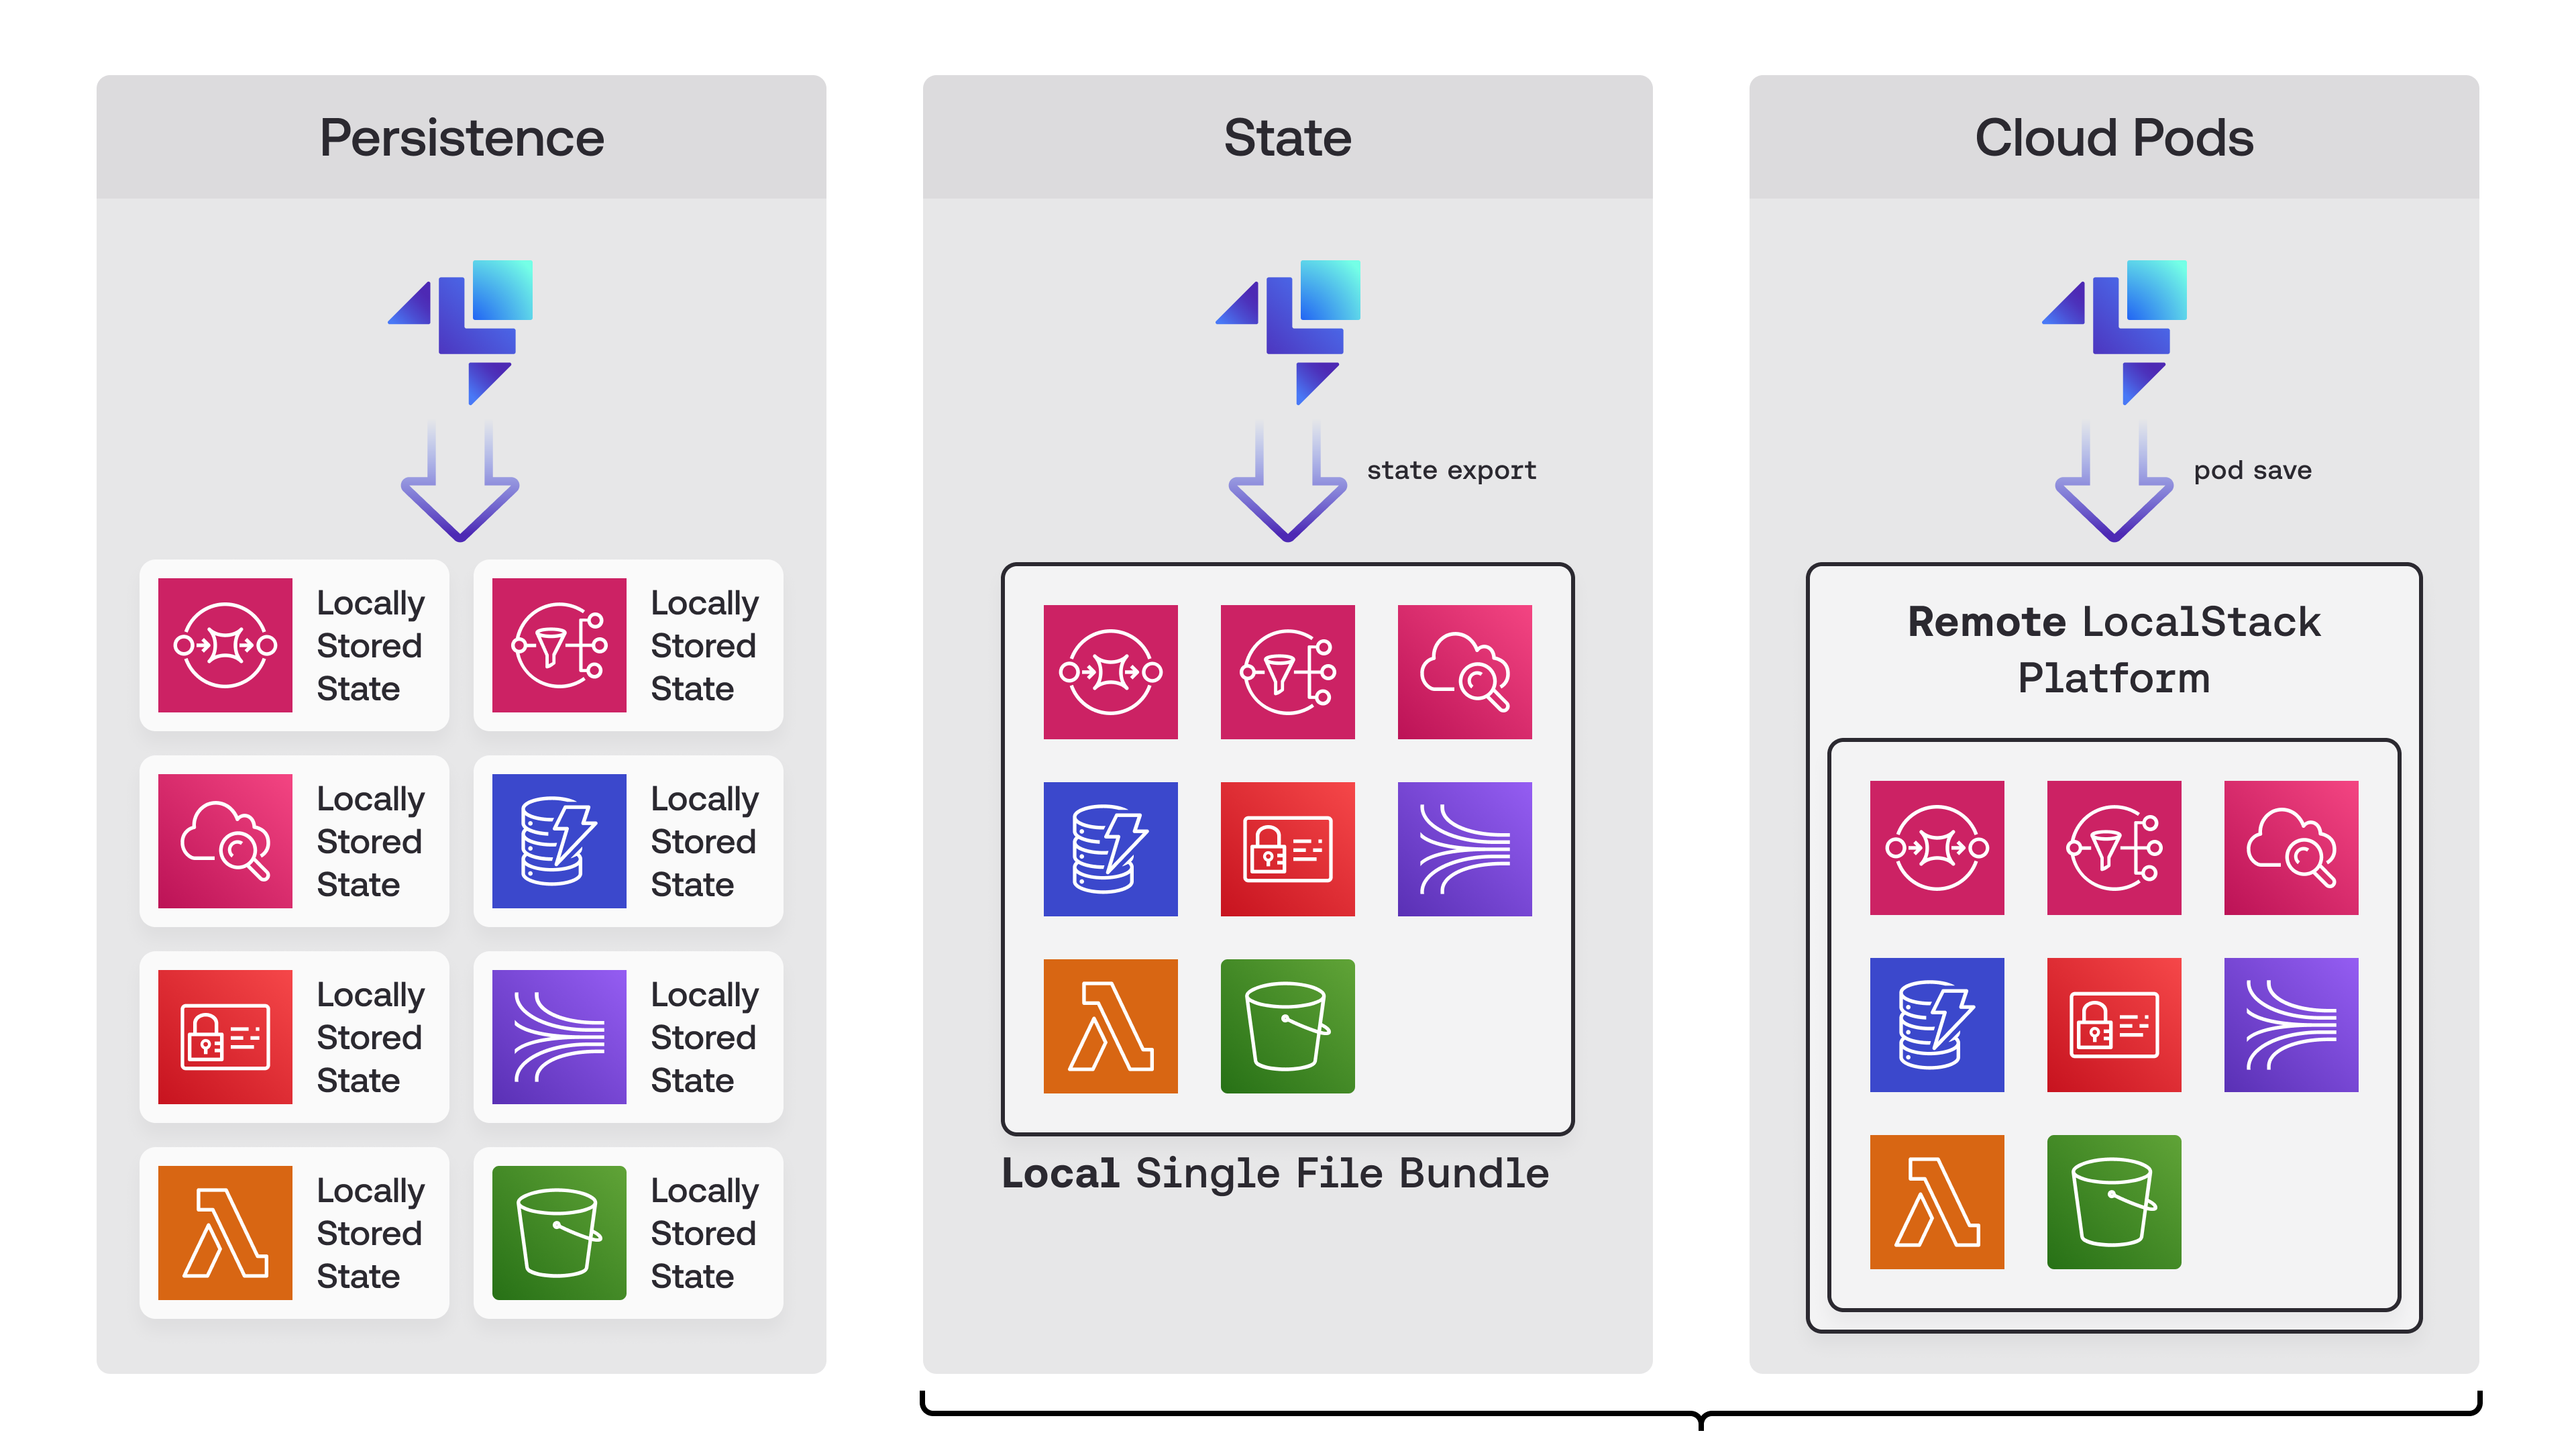 Persistence
Locally
Stored
State
Locally
Stored
State
Locally
Stored
State
Locally
Stored
State
Locally
Stored
State
Locally
Stored
State
Locally
Stored
State
Locally
Stored
State
State
state export
Local Single File Bundle
Cloud Pods
pod save
Remote LocalStack
Platform